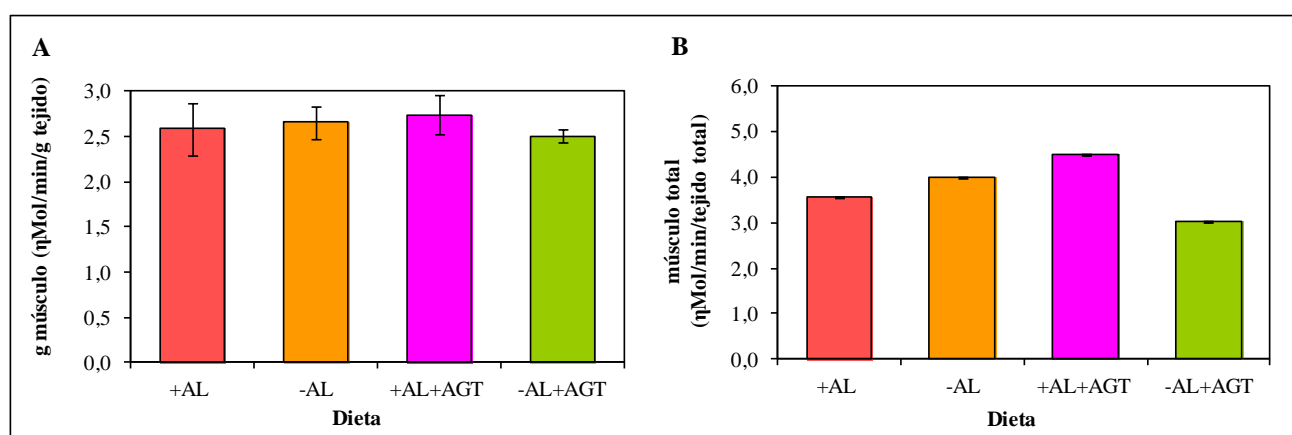 A
g músculo (ηMol/min/g tejido)
3,0
2,5
2,0
1,5
1,0
0,5
0,0
+AL
-AL
+AL+AGT
-AL+AGT
Dieta
B
músculo total
(ηMol/min/tejido total)
6,0
5,0
4,0
3,0
2,0
1,0
0,0
+AL
-AL
+AL+AGT
-AL+AGT
Dieta